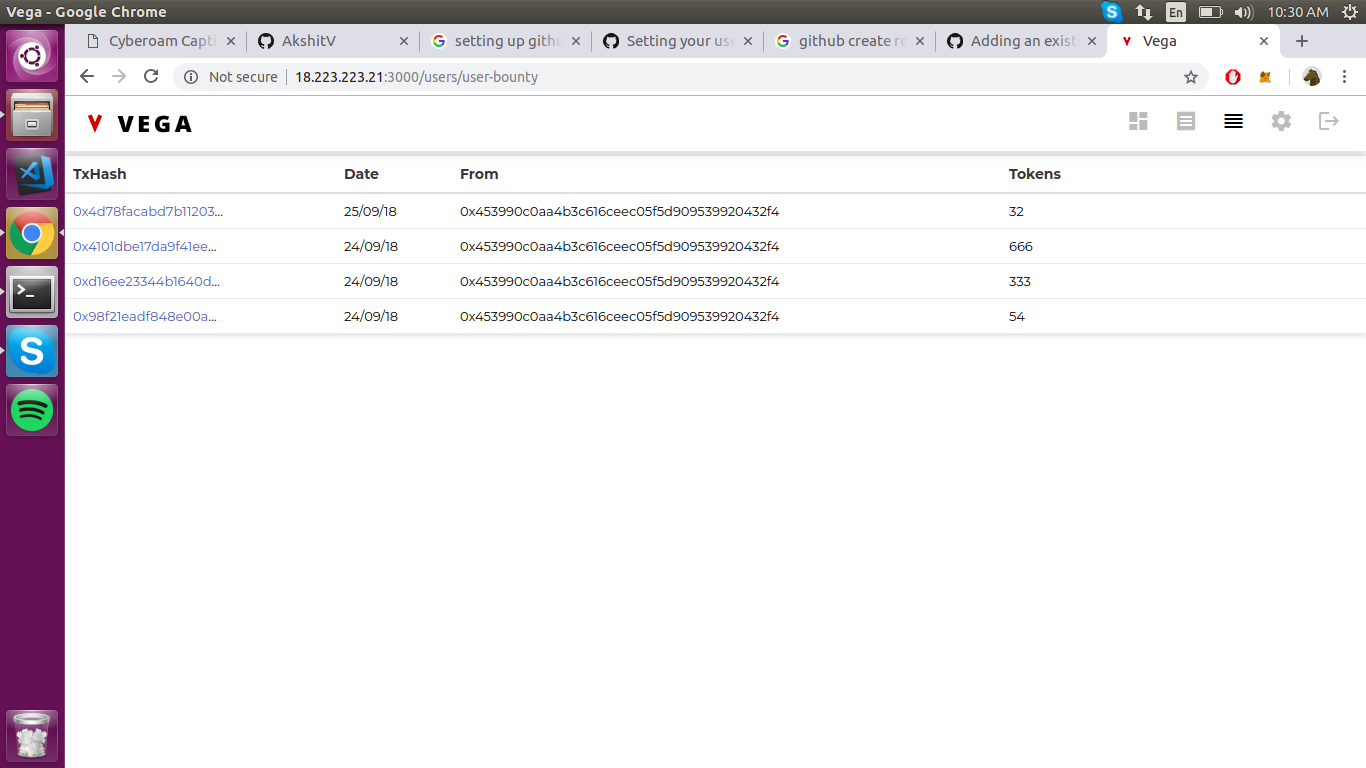 Vega - Google Chrome
En
10:30 AM
Cyberoam Capti
AkshitV
setting up githu
Setting your use
github create re
Adding an exist
Vega
Not secure
18.223.223.21:3000/users/user-bounty
VEGA
TxHash Date From Tokens
0x4d78facabd7b11203... 25/09/18 0x453990c0aa4b3c616ceec05f5d909539920432f4 32
0x4101dbe17da9f41ee... 24/09/18 0x453990c0aa4b3c616ceec05f5d909539920432f4 666
0xd16ee23344b1640d... 24/09/18 0x453990c0aa4b3c616ceec05f5d909539920432f4 333
0x98f21eadf848e00a... 24/09/18 0x453990c0aa4b3c616ceec05f5d909539920432f4 54